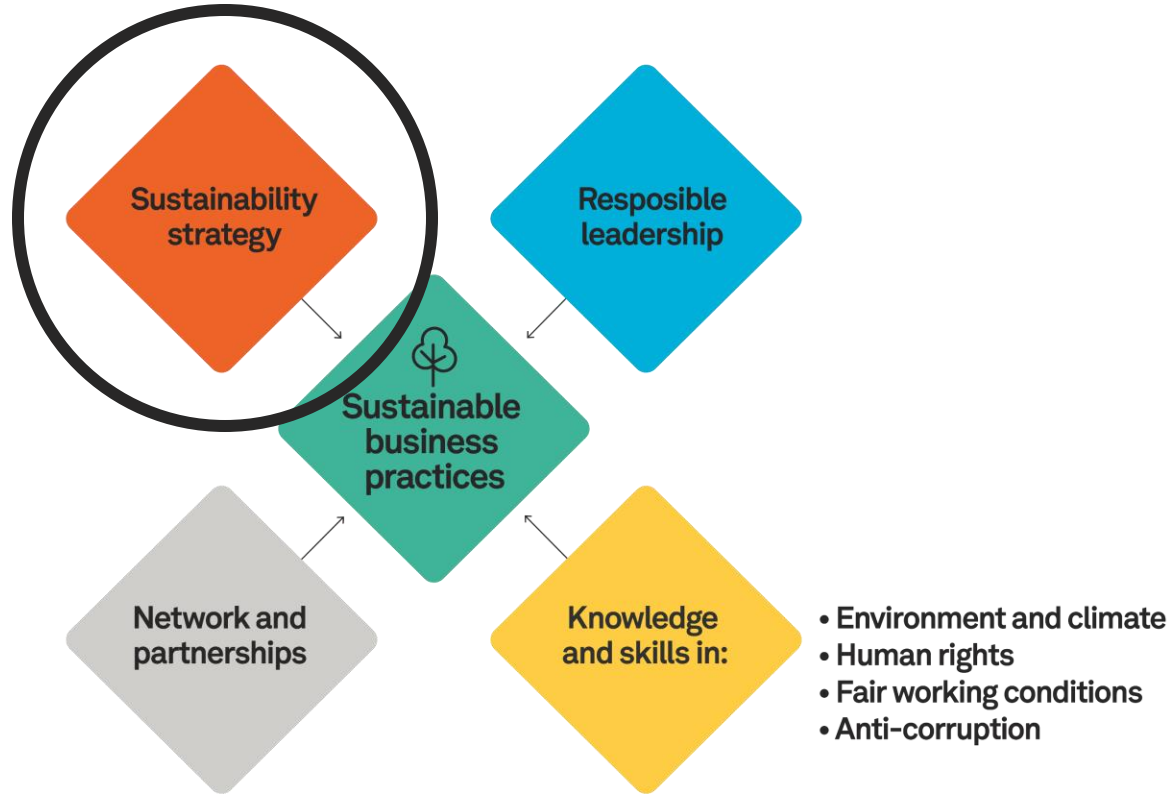 Sustainability
strategy
Resposible
leadership
Sustainable
business
practices
Network and
partnerships
Knowledge
and skills in:
• Environment and climate
• Human rights
• Fair working conditions
• Anti-corruption